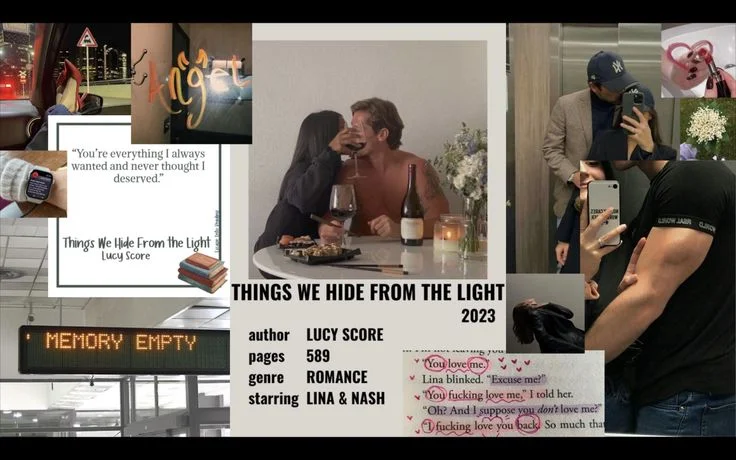 Angel
“You’re everything I always
wanted and never thought I
deserved.”
Things We Hide From the Light
Lucy Score
MEMORY EMPTY
THINGS WE HIDE FROM THE LIGHT
2023
author LUCY SCORE
pages 589
genre ROMANCE
starring LINA & NASH
"You love me."
Lina blinked. "Excuse me?"
"You fucking love me," I told her.
"Oh? And I suppose you don't love me?"
"I fucking love you back. So much tha